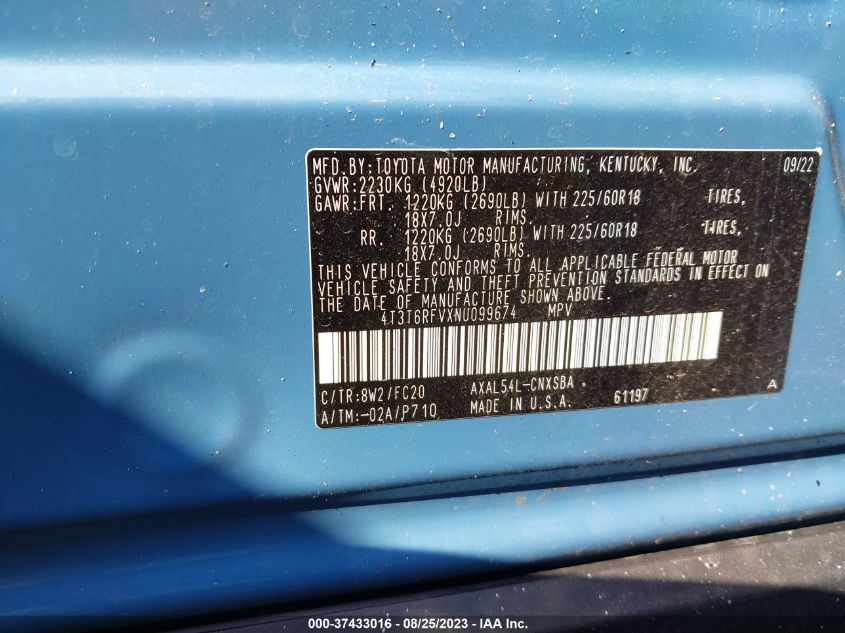 MFD.BY:TOYOTA MOTOR MANUFACTURING, KENTUCKY, INC. 09/22
GVWR:2230KG (4920LB)
GAWR:FRT. 1220KG (2690LB) WITH 225/60R18 TIRES,
18X7.0J RIMS.
RR. 1220KG (2690LB) WITH 225/60R18 TIRES,
18X7.0J RIMS.
THIS VEHICLE CONFORMS TO ALL APPLICABLE FEDERAL MOTOR
VEHICLE SAFETY AND THEFT PREVENTION STANDARDS IN EFFECT ON
THE DATE OF MANUFACTURE SHOWN ABOVE.
4T3T6RFVXNU099674 MPV
C/TR:8W2/FC20 AXAL54L-CNXSBA
A/TM:-02A/P710 MADE IN U.S.A. 61197 A
000-37433016 - 08/25/2023 - IAA Inc.